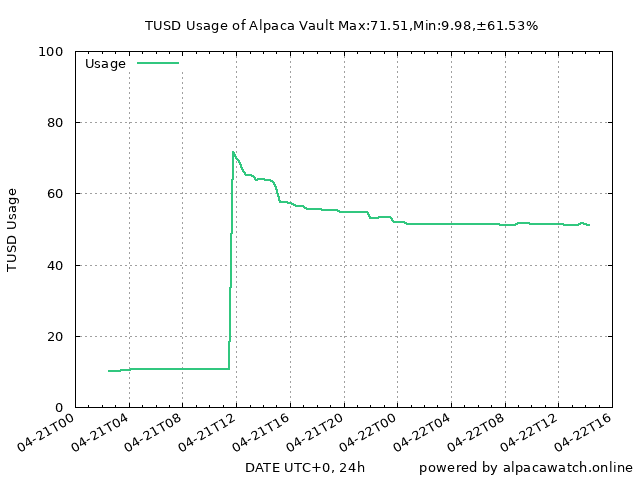 TUSD Usage of Alpaca Vault Max:71.51,Min:9.98,±61.53%
Usage
100
80
60
40
20
0
TUSD Usage
04-21T00
04-21T04
04-21T08
04-21T12
04-21T16
04-21T20
04-22T00
04-22T04
04-22T08
04-22T12
04-22T16
DATE UTC+0, 24h
powered by alpacawatch.online